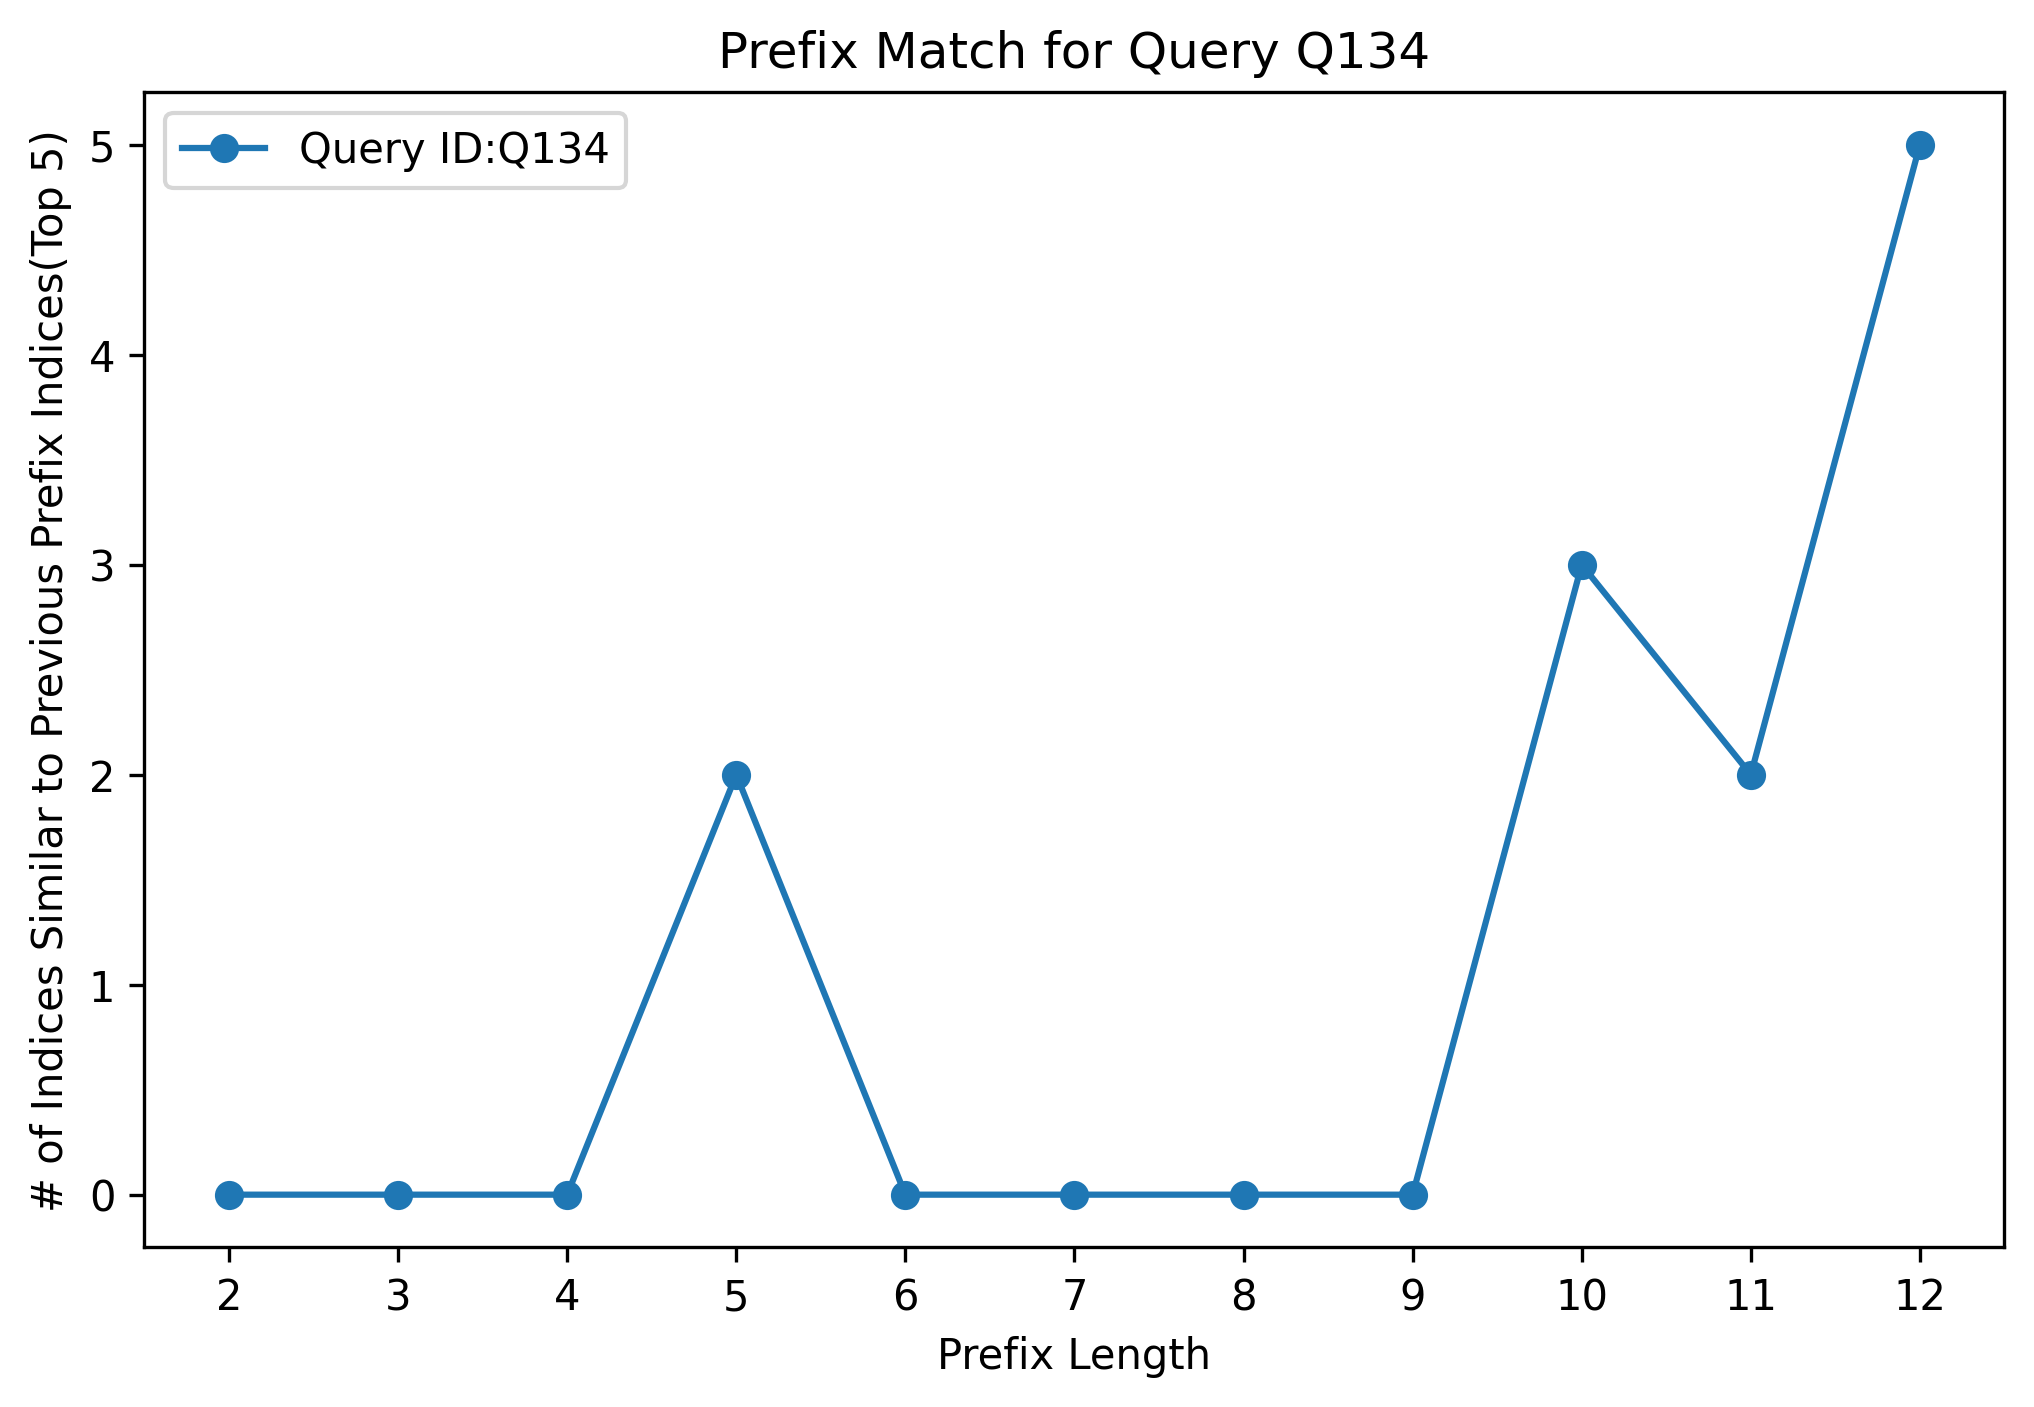 Prefix Match for Query Q134
Query ID:Q134
# of Indices Similar to Previous Prefix Indices(Top 5)
5
4
3
2
1
0
2 3 4 5 6 7 8 9 10 11 12
Prefix Length